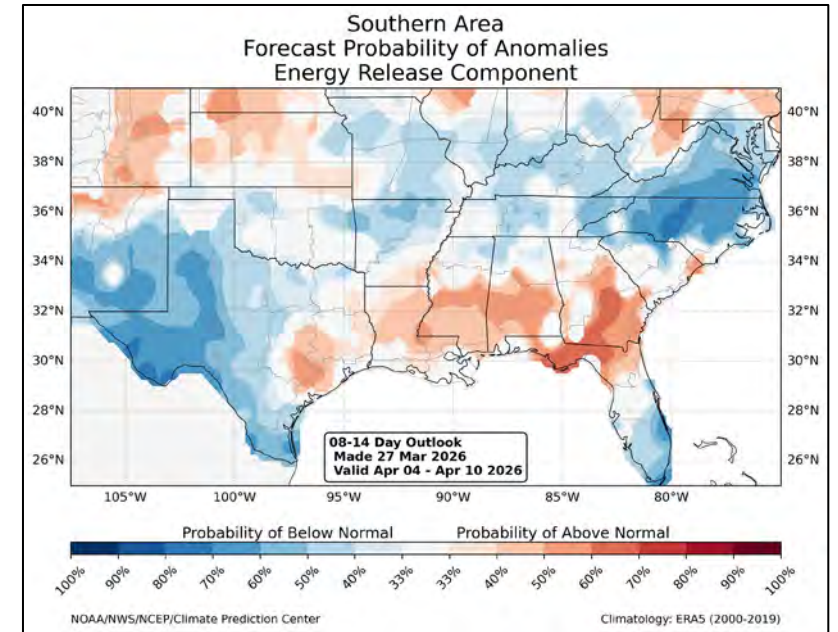 Southern Area
Forecast Probability of Anomalies
Energy Release Component
40°N
40°N
38°N
38°N
36°N
36°N
34°N
34°N
32°N
32°N
30°N
30°N
28°N
28°N
26°N
26°N
08-14 Day Outlook
Made 27 Mar 2026
Valid Apr 04 - Apr 10 2026
105°W 100°W 95°W 90°W 85°W 80°W
Probability of Below Normal Probability of Above Normal
100% 90% 80% 70% 60% 50% 40% 33% 33% 40% 50% 60% 70% 80% 90% 100%
NOAA/NWS/NCEP/Climate Prediction Center Climatology: ERA5 (2000-2019)